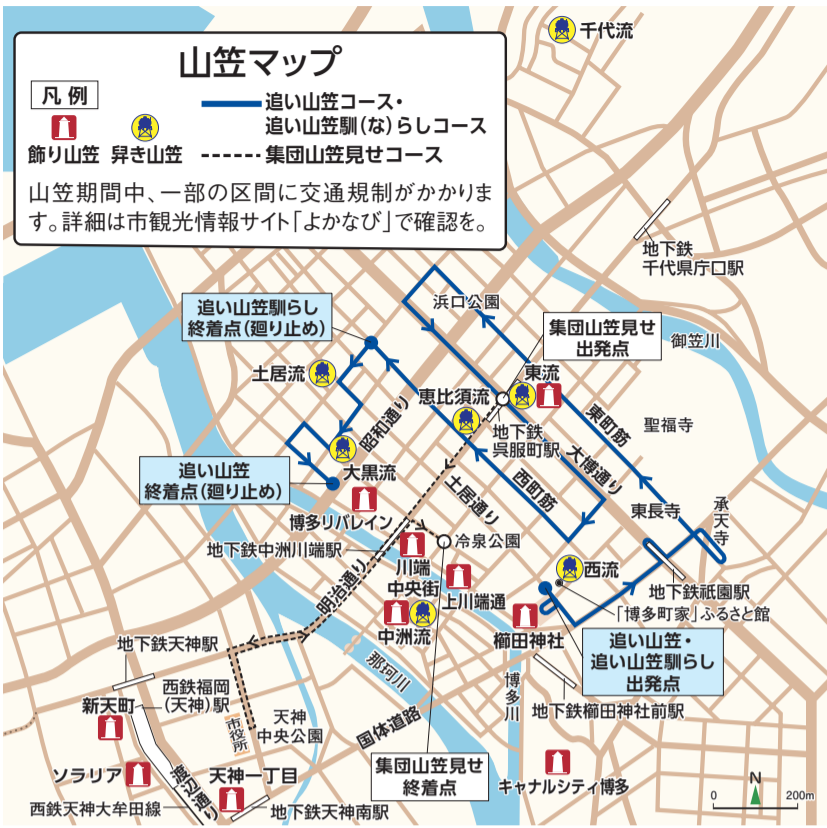 山笠マップ
凡例
飾り山笠
舁き山笠
追い山笠コース・
追い山笠馴(な)らしコース
集団山笠見せコース
山笠期間中、一部の区間に交通規制がかかりま
す。詳細は市観光情報サイト「よかなび」で確認を。
千代流
地下鉄
千代県庁口駅
浜口公園
追い山笠馴らし
終着点(廻り止め)
集団山笠見せ
出発点
御笠川
土居流
恵比須流
東流
昭和通り
地下鉄
呉服町駅
大博通り
東町筋
聖福寺
追い山笠
終着点(廻り止め)
大黒流
土居通り
西町筋
東長寺
承天寺
博多リバレイン
地下鉄中洲川端駅
冷泉公園
川端
中央街
上川端通
西流
地下鉄祇園駅
「博多町家」ふるさと館
明治通り
中洲流
櫛田神社
追い山笠・
追い山笠馴らし
出発点
地下鉄天神駅
那珂川
博多川
地下鉄櫛田神社前駅
西鉄福岡
(天神)駅
新天町
市役所
天神
中央公園
国体道路
集団山笠見せ
終着点
キャナルシティ博多
ソラリア
渡辺通り
天神一丁目
西鉄天神大牟田線
地下鉄天神南駅
N
0
200m